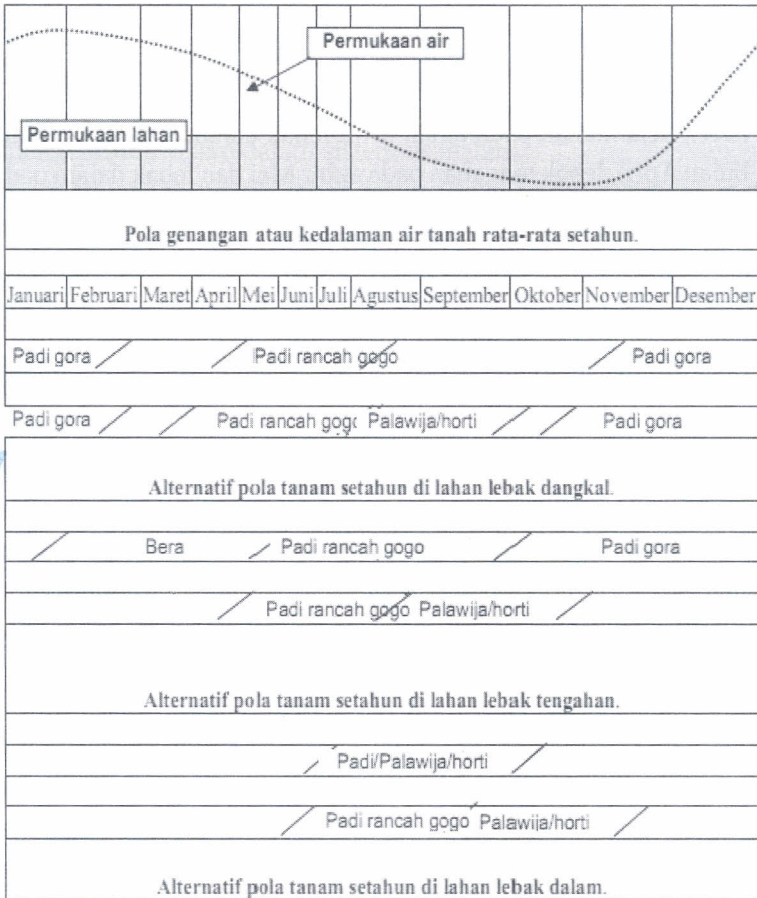 Permukaan air
Permukaan lahan
Pola genangan atau kedalaman air tanah rata-rata setahun.
Januari Februari Maret April Mei Juni Juli Agustus September Oktober November Desember
Padi gora Padi rancah gogo Padi gora
Padi gora Padi rancah gogo Palawija/horti Padi gora
Alternatif pola tanam setahun di lahan lebak dangkal.
Bera Padi rancah gogo Padi gora
Padi rancah gogo Palawija/horti
Alternatif pola tanam setahun di lahan lebak tengahan.
Padi/Palawija/horti
Padi rancah gogo Palawija/horti
Alternatif pola tanam setahun di lahan lebak dalam.